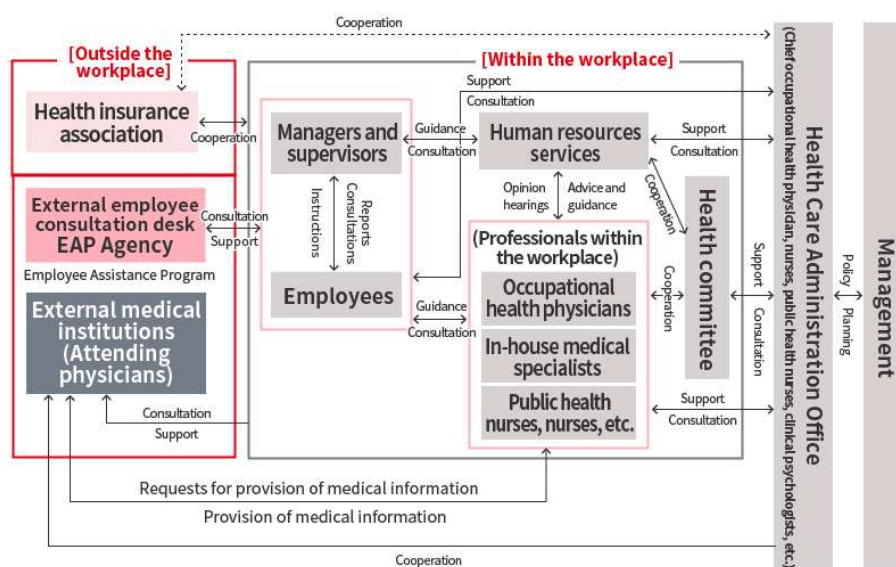 Cooperation
[Outside the
workplace]
[Within the workplace]
Health insurance
association
Cooperation
External employee
consultation desk
EAP Agency
Employee Assistance Program
Consultation
Support
External medical
institutions
(Attending
physicians)
Consultation
Support
Managers and
supervisors
Instructions
Reports
Consultations
Employees
Guidance
Consultation
Human resources
services
Support
Consultation
Support
Consultation
Opinion
hearings
Advice and
guidance
Cooperation
(Professionals within
the workplace)
Occupational
health physicians
In-house medical
specialists
Public health
nurses, nurses, etc.
Guidance
Consultation
Cooperation
Health committee
Support
Consultation
Support
Consultation
Health Care Administration Office
(Chief occupational health physidan, nurses, public health nurses, clinical psychologists, etc.)
Policy
Planning
Management
Requests for provision of medical information
Provision of medical information
Cooperation